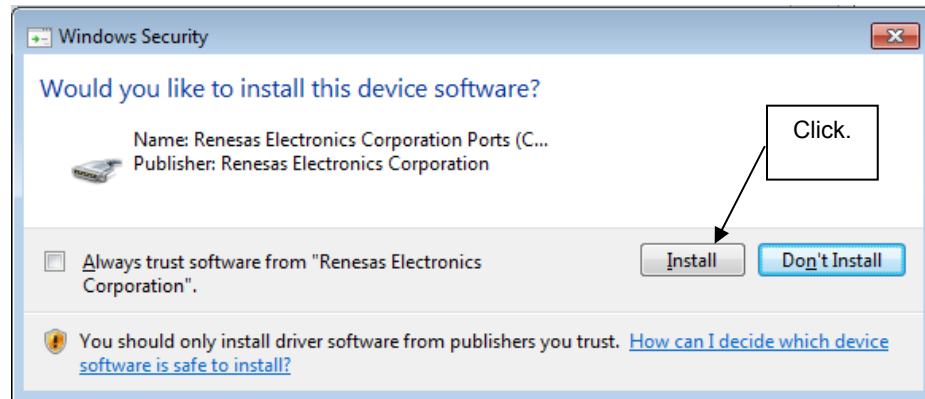 Windows Security
Would you like to install this device software?
Name: Renesas Electronics Corporation Ports (C...
Publisher: Renesas Electronics Corporation
Click.
Always trust software from "Renesas Electronics
Corporation".
Install
Don't Install
You should only install driver software from publishers you trust. How can I decide which device
software is safe to install?